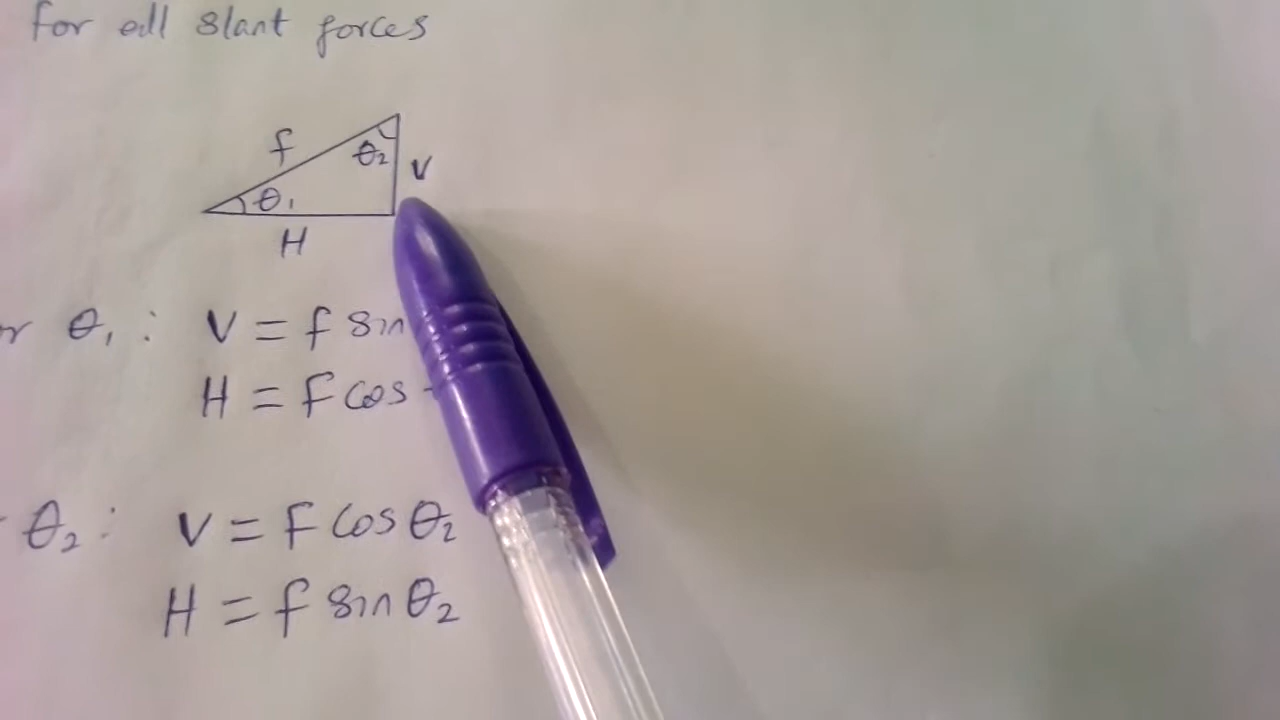 for all slant forces
f
θ2
V
θ1
H
θ1 : V = f sin
H = F cos
θ2 : V = F cos θ2
H = f sin θ2